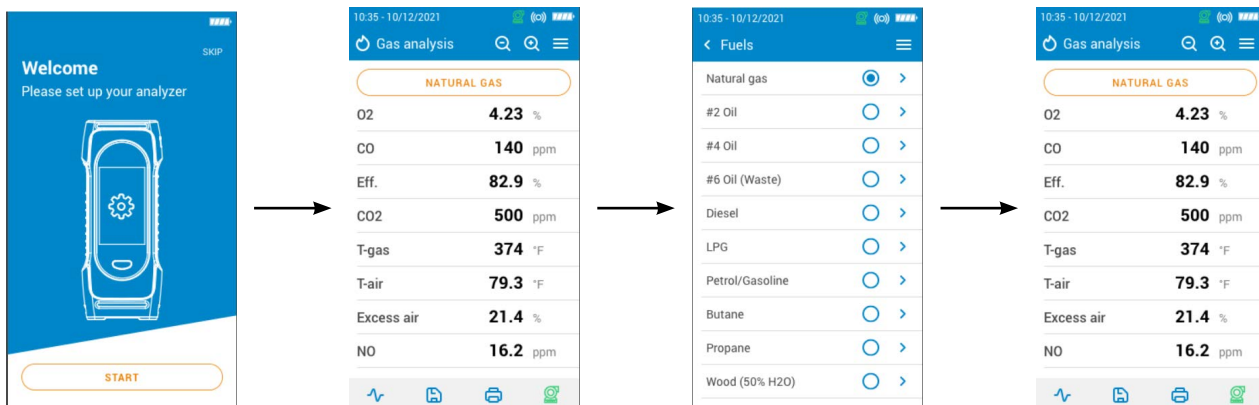 SKIP
Welcome
Please set up your analyzer
START
10:35 - 10/12/2021
Gas analysis
NATURAL GAS
O2 4.23 %
CO 140 ppm
Eff. 82.9 %
CO2 500 ppm
T-gas 374 °F
T-air 79.3 °F
Excess air 21.4 %
NO 16.2 ppm
10:35 - 10/12/2021
Fuels
Natural gas
#2 Oil
#4 Oil
#6 Oil (Waste)
Diesel
LPG
Petrol/Gasoline
Butane
Propane
Wood (50% H2O)
10:35 - 10/12/2021
Gas analysis
NATURAL GAS
O2 4.23 %
CO 140 ppm
Eff. 82.9 %
CO2 500 ppm
T-gas 374 °F
T-air 79.3 °F
Excess air 21.4 %
NO 16.2 ppm